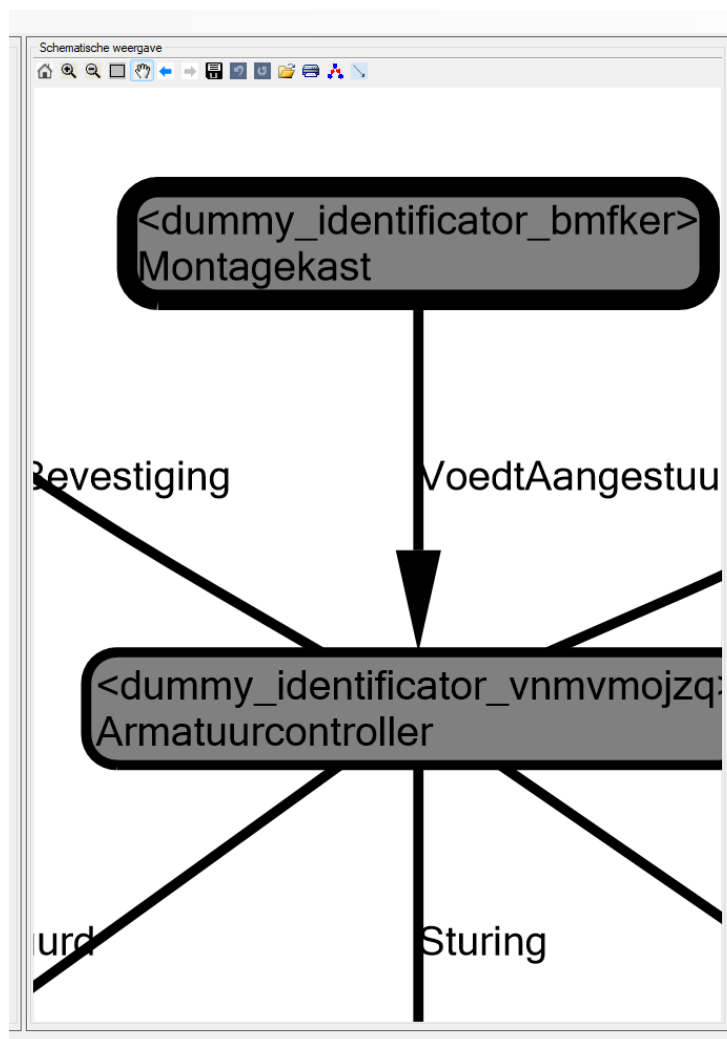 Schematische weergave
<dummy_identificator_bmfker>
Montagekast
Bevestiging
VoedtAangestuu
<dummy_identificator_vnmvmojzq>
Armatuurcontroller
urd
Sturing